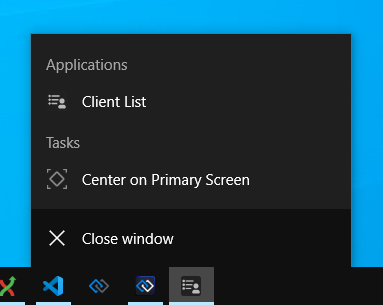 Applications
Client List
Tasks
Center on Primary Screen
Close window